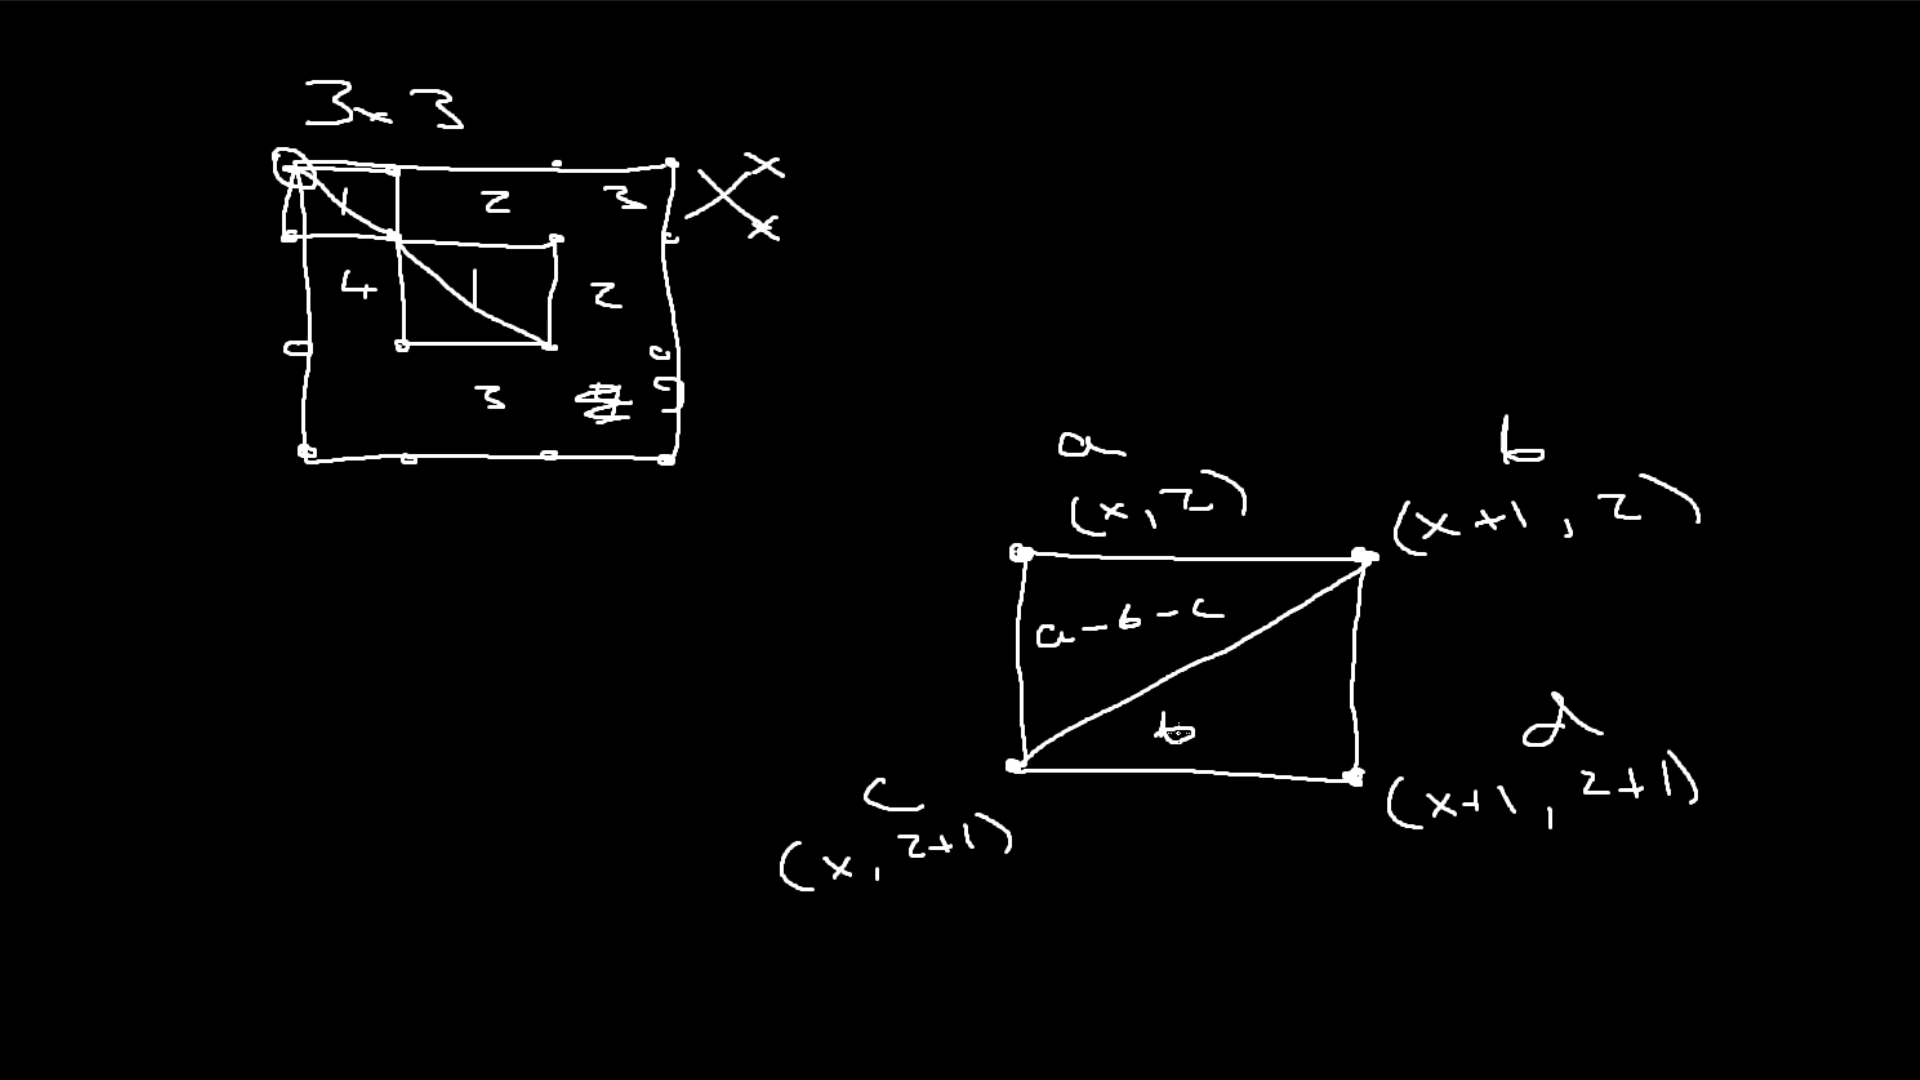 3x3
1 2 3
x
x
4 1 2
3
a b
(x, z) (x+1, z)
a-b-c
b
c d
(x, z+1) (x+1, z+1)